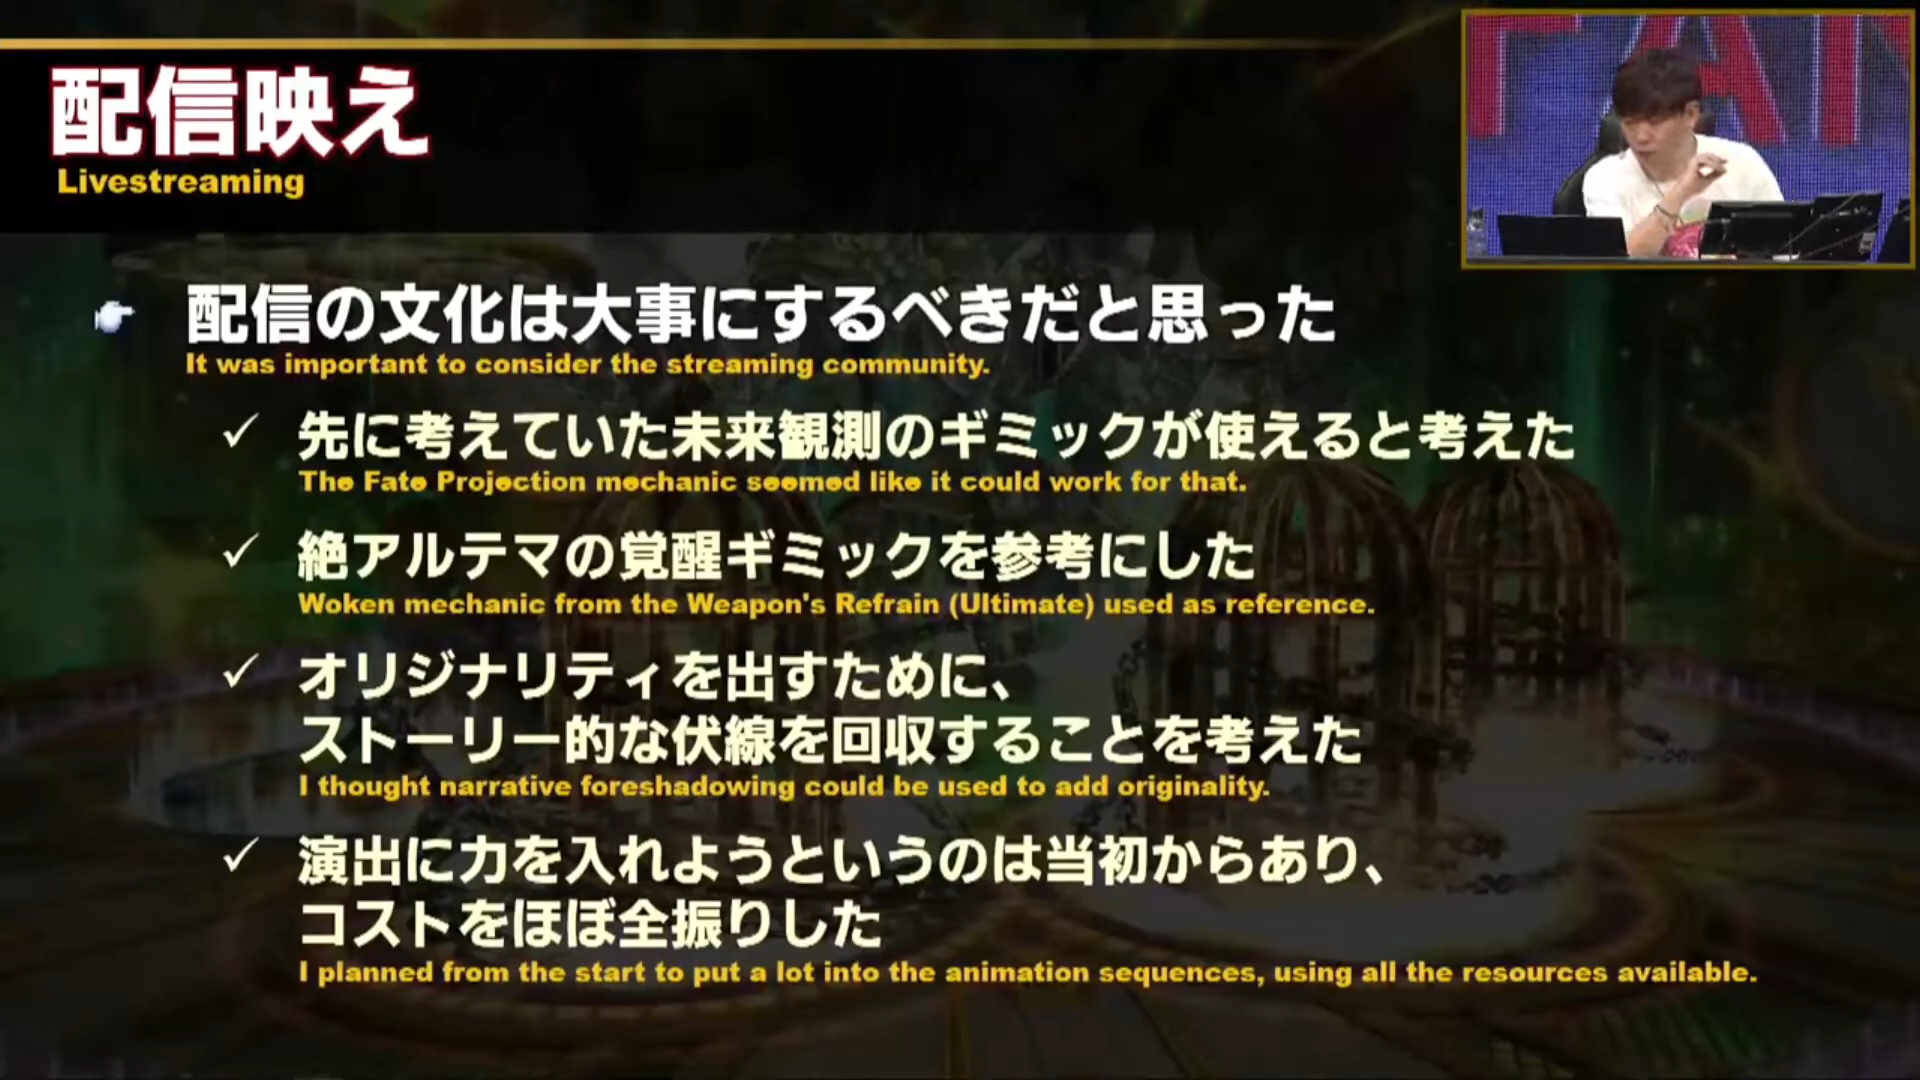 配信映え
Livestreaming
配信の文化は大事にするべきだと思った
It was important to consider the streaming community.
✓ 先に考えていた未来観測のギミックが使えると考えた
The Fate Projection mechanic seemed like it could work for that.
✓ 絶アルテマの覚醒ギミックを参考にした
Woken mechanic from the Weapon's Refrain (Ultimate) used as reference.
✓ オリジナリティを出すために、
ストーリー的な伏線を回収することを考えた
I thought narrative foreshadowing could be used to add originality.
✓ 演出に力を入れようというのは当初からあり、
コストをほぼ全振りした
I planned from the start to put a lot into the animation sequences, using all the resources available.